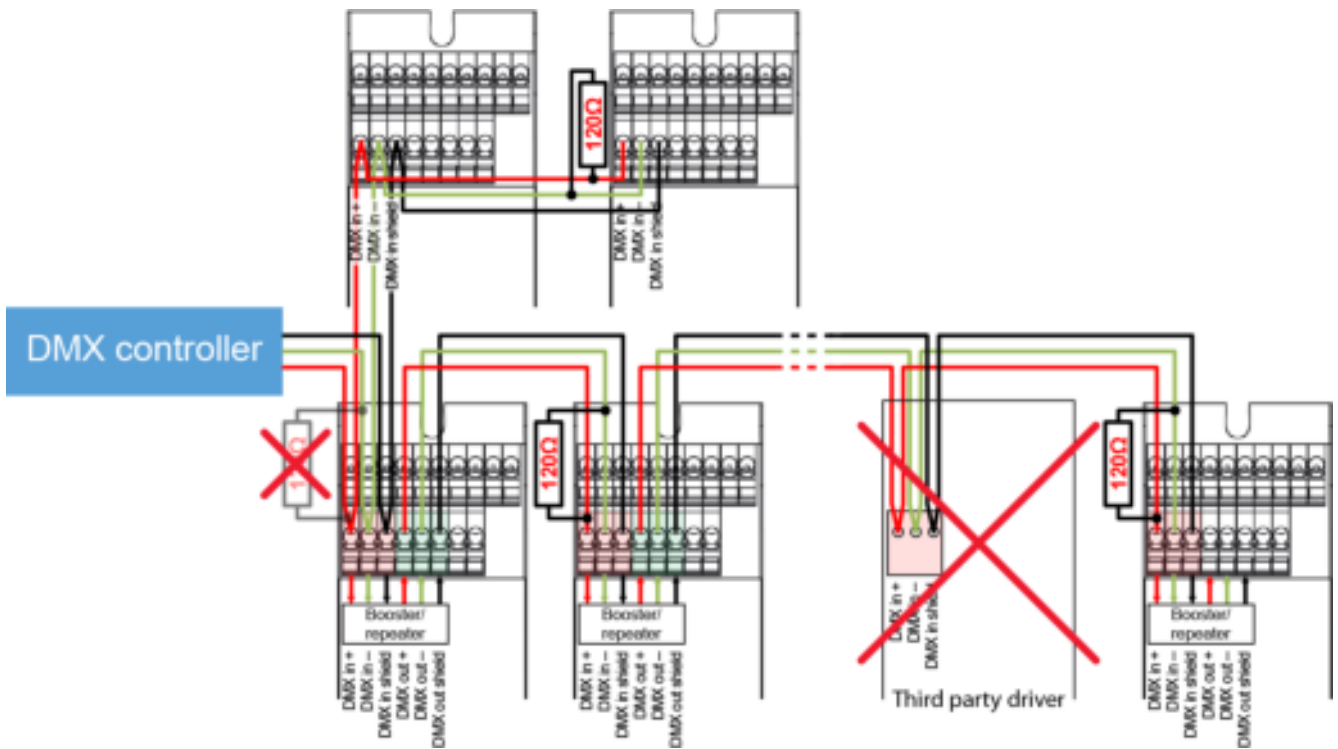 120Ω
120Ω
DMX in +
DMX in –
DMX in shield
DMX in +
DMX in –
DMX in shield
DMX controller
120Ω
120Ω
Booster/
repeater
Booster/
repeater
Booster/
repeater
DMX in +
DMX in –
DMX in shield
DMX out +
DMX out –
DMX out shield
DMX in +
DMX in –
DMX in shield
DMX out +
DMX out –
DMX out shield
DMX in +
DMX in –
DMX in shield
Third party driver
DMX in +
DMX in –
DMX in shield
DMX out +
DMX out –
DMX out shield